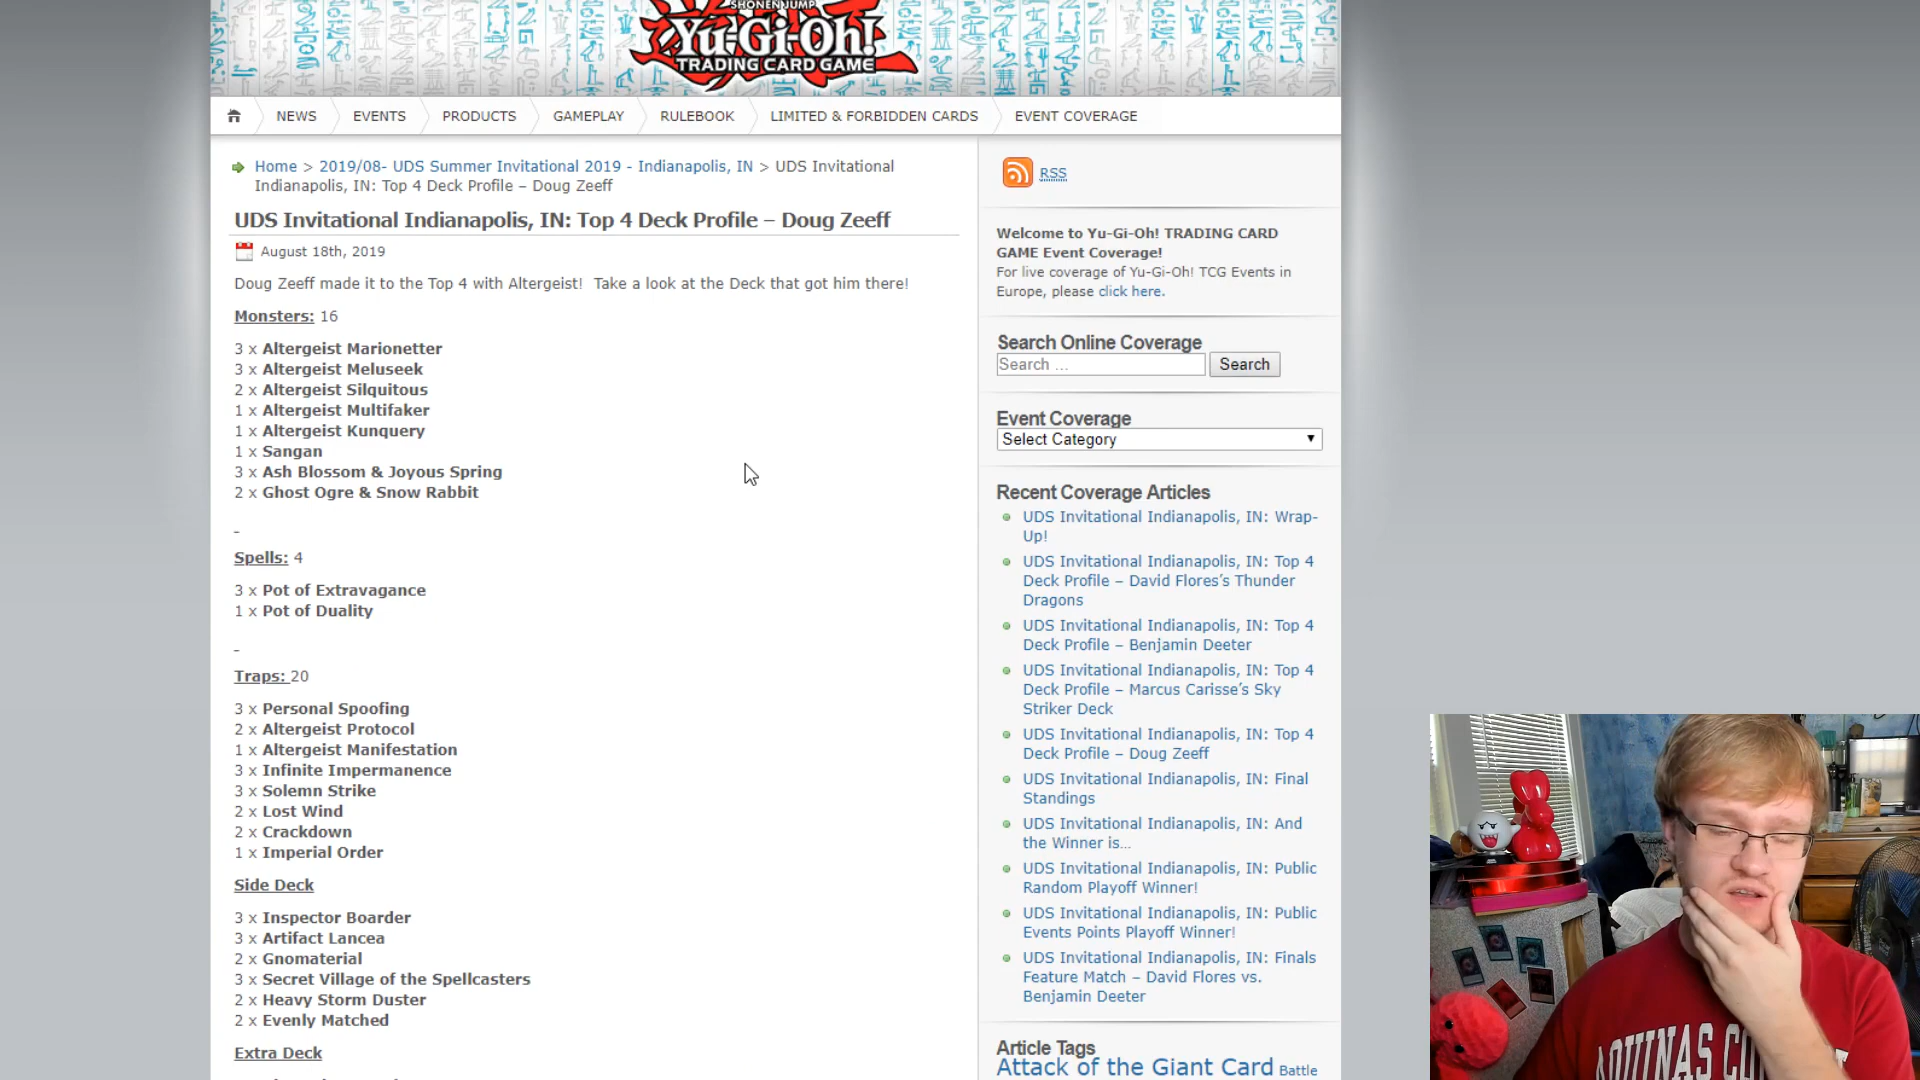 SHONEN JUMP
Yu-Gi-Oh!
TRADING CARD GAME
NEWS
EVENTS
PRODUCTS
GAMEPLAY
RULEBOOK
LIMITED & FORBIDDEN CARDS
EVENT COVERAGE
Home > 2019/08- UDS Summer Invitational 2019 - Indianapolis, IN > UDS Invitational
Indianapolis, IN: Top 4 Deck Profile – Doug Zeeff
UDS Invitational Indianapolis, IN: Top 4 Deck Profile – Doug Zeeff
August 18th, 2019
Doug Zeeff made it to the Top 4 with Altergeist!  Take a look at the Deck that got him there!
Monsters: 16
3 x Altergeist Marionetter
3 x Altergeist Meluseek
2 x Altergeist Silquitous
1 x Altergeist Multifaker
1 x Altergeist Kunquery
1 x Sangan
3 x Ash Blossom & Joyous Spring
2 x Ghost Ogre & Snow Rabbit
-
Spells: 4
3 x Pot of Extravagance
1 x Pot of Duality
-
Traps: 20
3 x Personal Spoofing
2 x Altergeist Protocol
1 x Altergeist Manifestation
3 x Infinite Impermanence
3 x Solemn Strike
2 x Lost Wind
2 x Crackdown
1 x Imperial Order
Side Deck
3 x Inspector Boarder
3 x Artifact Lancea
2 x Gnomaterial
3 x Secret Village of the Spellcasters
2 x Heavy Storm Duster
2 x Evenly Matched
Extra Deck
RSS
Welcome to Yu-Gi-Oh! TRADING CARD
GAME Event Coverage!
For live coverage of Yu-Gi-Oh! TCG Events in
Europe, please click here.
Search Online Coverage
Search ...
Search
Event Coverage
Select Category
Recent Coverage Articles
UDS Invitational Indianapolis, IN: Wrap-
Up!
UDS Invitational Indianapolis, IN: Top 4
Deck Profile – David Flores's Thunder
Dragons
UDS Invitational Indianapolis, IN: Top 4
Deck Profile – Benjamin Deeter
UDS Invitational Indianapolis, IN: Top 4
Deck Profile – Marcus Carisse's Sky
Striker Deck
UDS Invitational Indianapolis, IN: Top 4
Deck Profile – Doug Zeeff
UDS Invitational Indianapolis, IN: Final
Standings
UDS Invitational Indianapolis, IN: And
the Winner is...
UDS Invitational Indianapolis, IN: Public
Random Playoff Winner!
UDS Invitational Indianapolis, IN: Public
Events Points Playoff Winner!
UDS Invitational Indianapolis, IN: Finals
Feature Match – David Flores vs.
Benjamin Deeter
Article Tags
Attack of the Giant Card Battle
AQUINAS